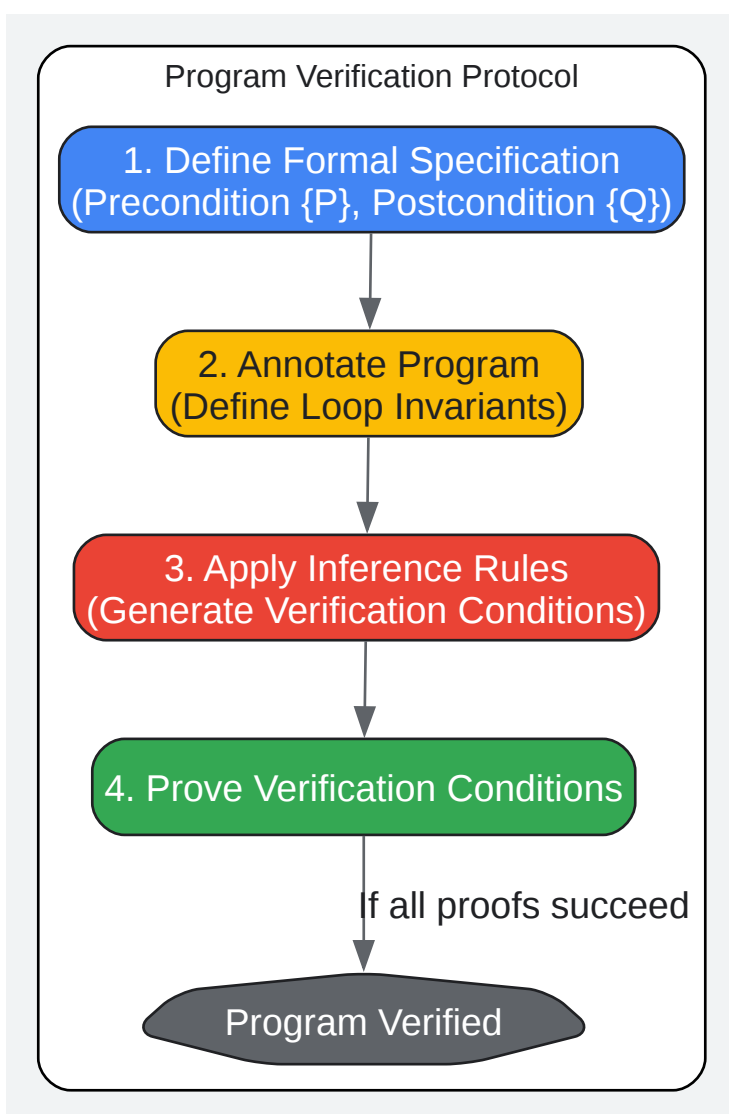 Program Verification Protocol
1. Define Formal Specification
(Precondition {P}, Postcondition {Q})
2. Annotate Program
(Define Loop Invariants)
3. Apply Inference Rules
(Generate Verification Conditions)
4. Prove Verification Conditions
If all proofs succeed
Program Verified